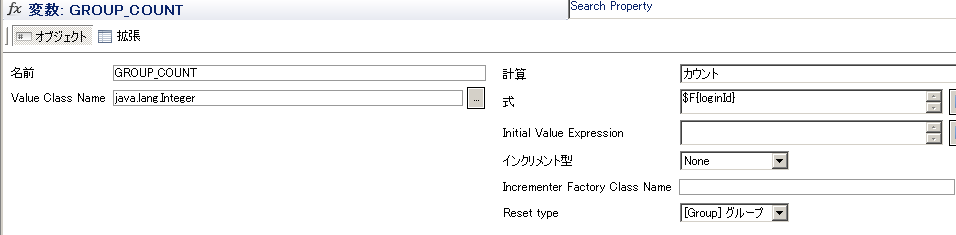 fx 変数: GROUP_COUNT
Search Property
オブジェクト 拡張
名前 GROUP_COUNT
Value Class Name java.lang.Integer ...
計算 カウント
式 $F{loginId}
Initial Value Expression
インクリメント型 None
Incrementer Factory Class Name
Reset type [Group] グループ